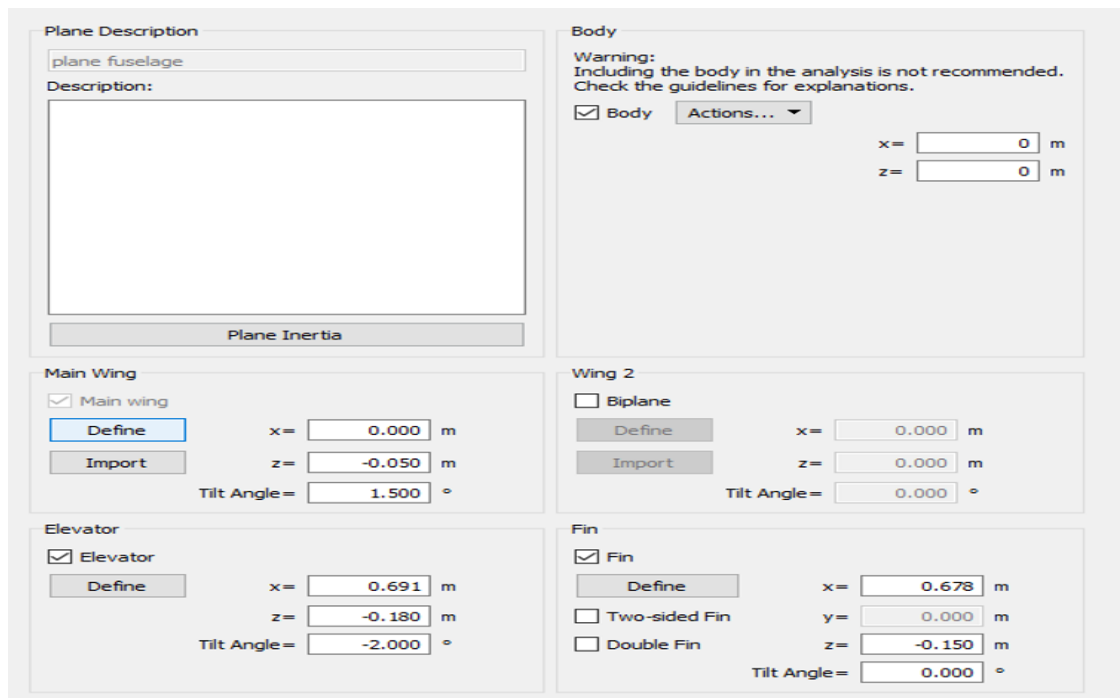 Plane Description
plane fuselage
Description:
Plane Inertia
Body
Warning:
Including the body in the analysis is not recommended.
Check the guidelines for explanations.
Body Actions...
x= 0 m
z= 0 m
Main Wing
Main wing
Define x= 0.000 m
Import z= -0.050 m
Tilt Angle= 1.500 °
Wing 2
Biplane
Define x= 0.000 m
Import z= 0.000 m
Tilt Angle= 0.000 °
Elevator
Elevator
Define x= 0.691 m
z= -0.180 m
Tilt Angle= -2.000 °
Fin
Fin
Define x= 0.678 m
Two-sided Fin y= 0.000 m
Double Fin z= -0.150 m
Tilt Angle= 0.000 °